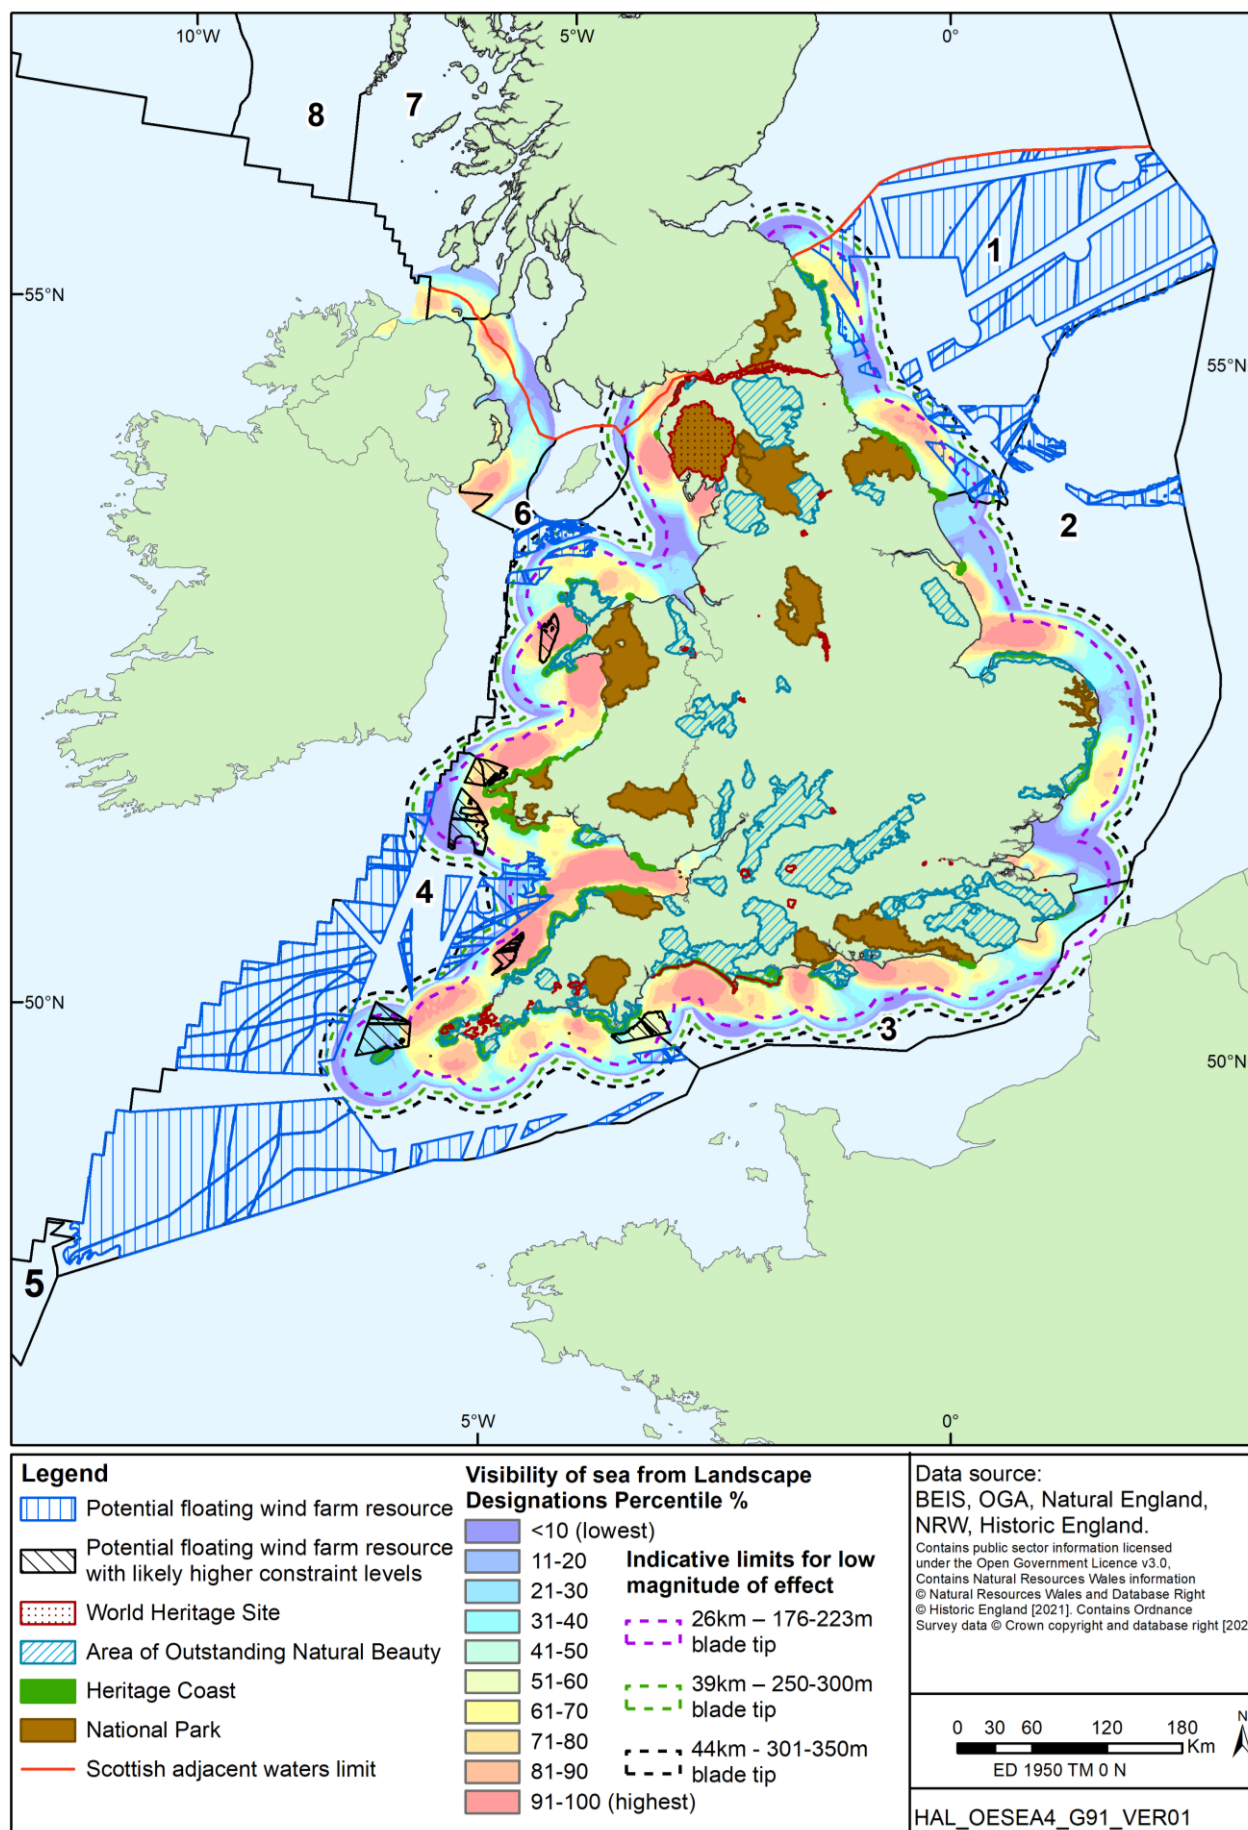 10°W
5°W
0°
8
7
1
55°N
55°N
6
2
4
50°N
3
50°N
5
5°W
0°
Legend
Potential floating wind farm resource
Potential floating wind farm resource
with likely higher constraint levels
World Heritage Site
Area of Outstanding Natural Beauty
Heritage Coast
National Park
Scottish adjacent waters limit
Visibility of sea from Landscape
Designations Percentile %
<10 (lowest)
11-20
21-30
31-40
41-50
51-60
61-70
71-80
81-90
91-100 (highest)
Indicative limits for low
magnitude of effect
26km – 176-223m
blade tip
39km – 250-300m
blade tip
44km - 301-350m
blade tip
Data source:
BEIS, OGA, Natural England,
NRW, Historic England.
Contains public sector information licensed
under the Open Government Licence v3.0,
Contains Natural Resources Wales information
© Natural Resources Wales and Database Right
© Historic England [2021]. Contains Ordnance
Survey data © Crown copyright and database right [202
0 30 60 120 180
Km
N
ED 1950 TM 0 N
HAL_OESEA4_G91_VER01